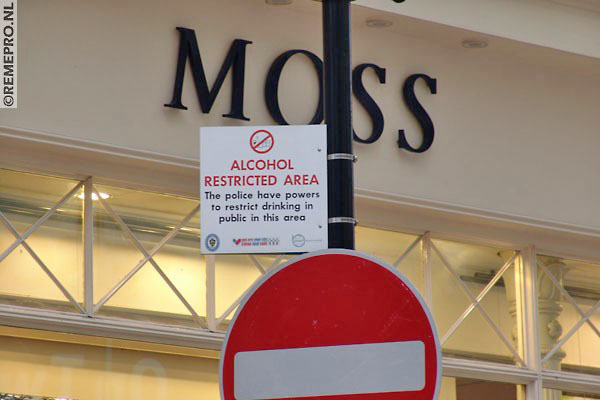 ©REMEPRO.NL
MOSS
ALCOHOL
RESTRICTED AREA
The police have powers
to restrict drinking in
public in this area